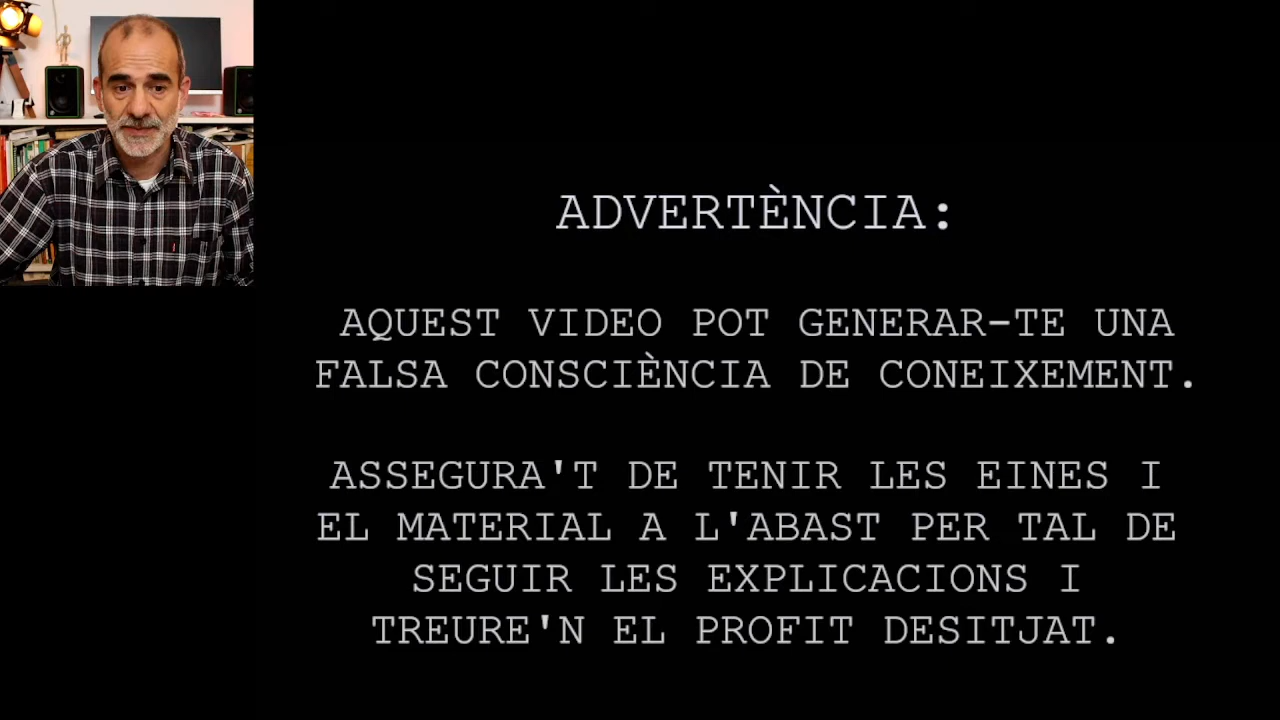 ADVERTÈNCIA:
AQUEST VIDEO POT GENERAR-TE UNA
FALSA CONSCIÈNCIA DE CONEIXEMENT.
ASSEGURA'T DE TENIR LES EINES I
EL MATERIAL A L'ABAST PER TAL DE
SEGUIR LES EXPLICACIONS I
TREURE'N EL PROFIT DESITJAT.